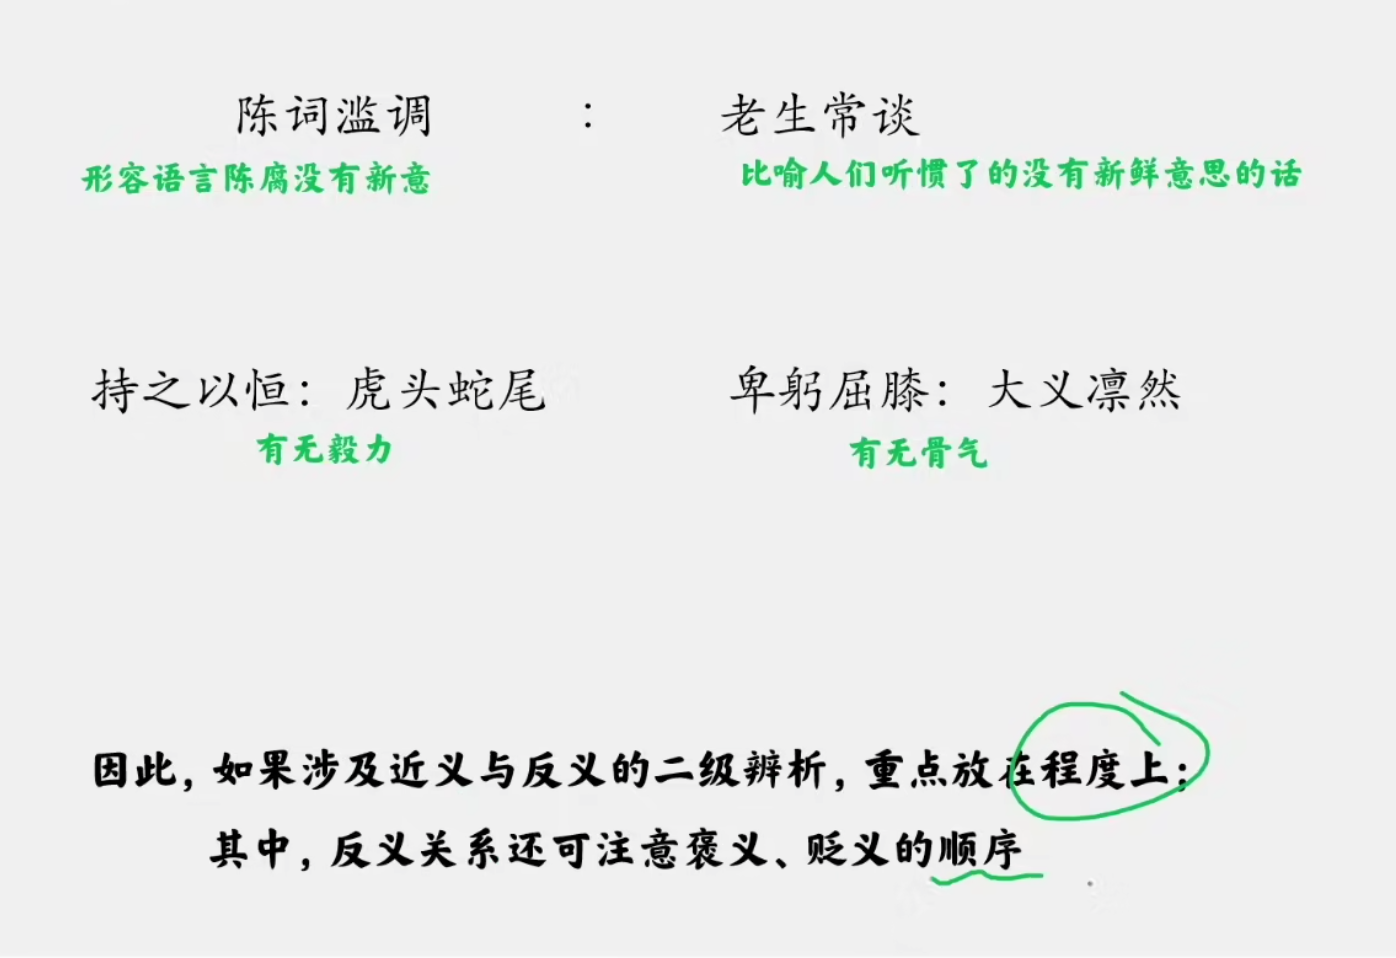 陈词滥调 : 老生常谈
形容语言陈腐没有新意 比喻人们听惯了的没有新鲜意思的话
持之以恒：虎头蛇尾 卑躬屈膝：大义凛然
有无毅力 有无骨气
因此，如果涉及近义与反义的二级辨析，重点放在程度上；
其中，反义关系还可注意褒义、贬义的顺序